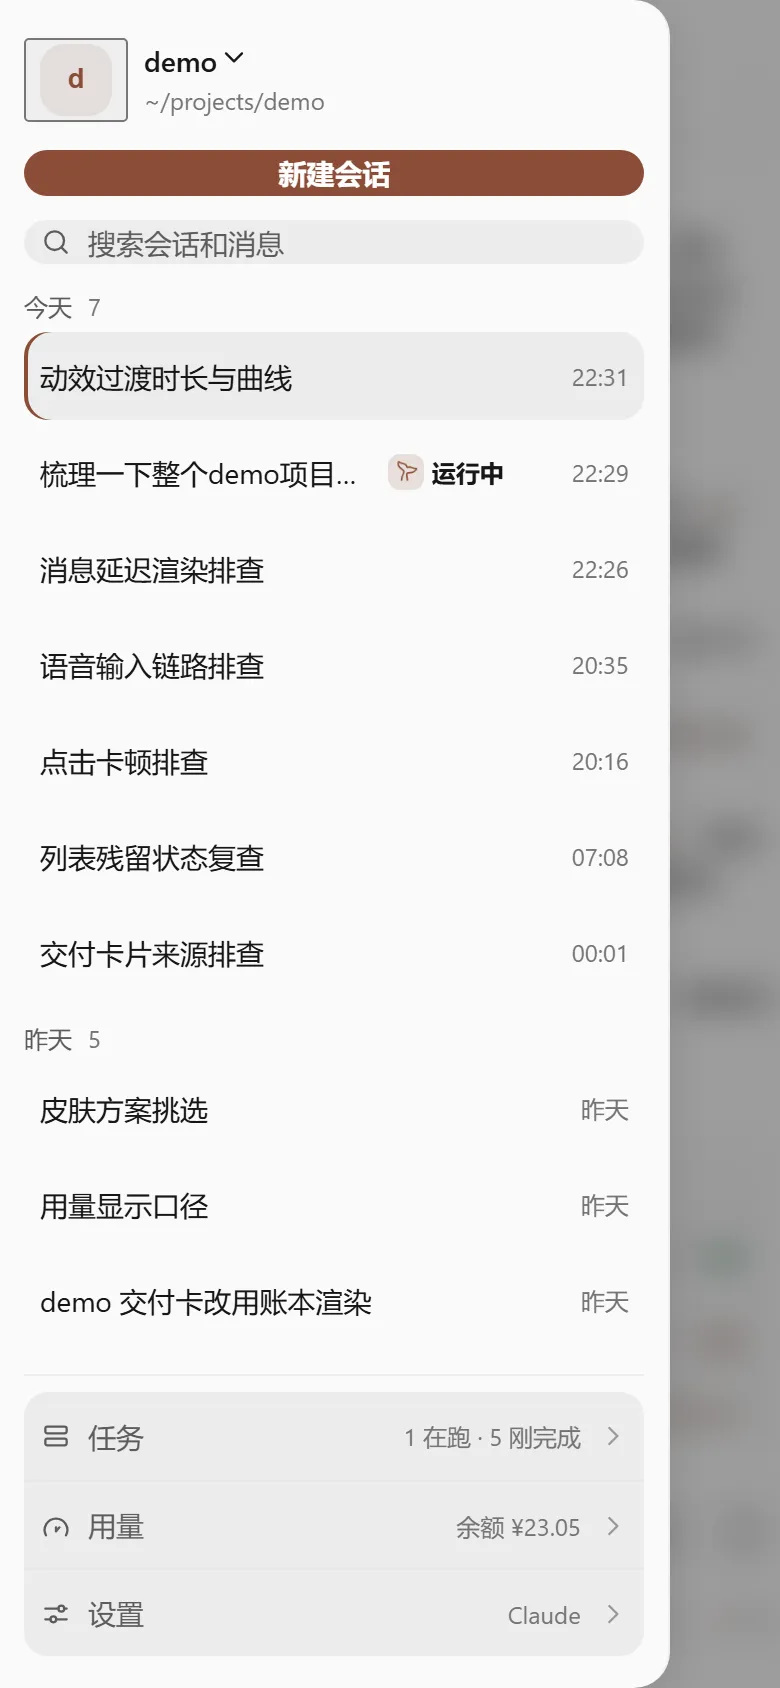 d
demo
~/projects/demo
新建会话
搜索会话和消息
今天 7
动效过渡时长与曲线 22:31
梳理一下整个demo项目... 运行中 22:29
消息延迟渲染排查 22:26
语音输入链路排查 20:35
点击卡顿排查 20:16
列表残留状态复查 07:08
交付卡片来源排查 00:01
昨天 5
皮肤方案挑选 昨天
用量显示口径 昨天
demo 交付卡改用账本渲染 昨天
任务 1 在跑 · 5 刚完成
用量 余额 ¥23.05
设置 Claude